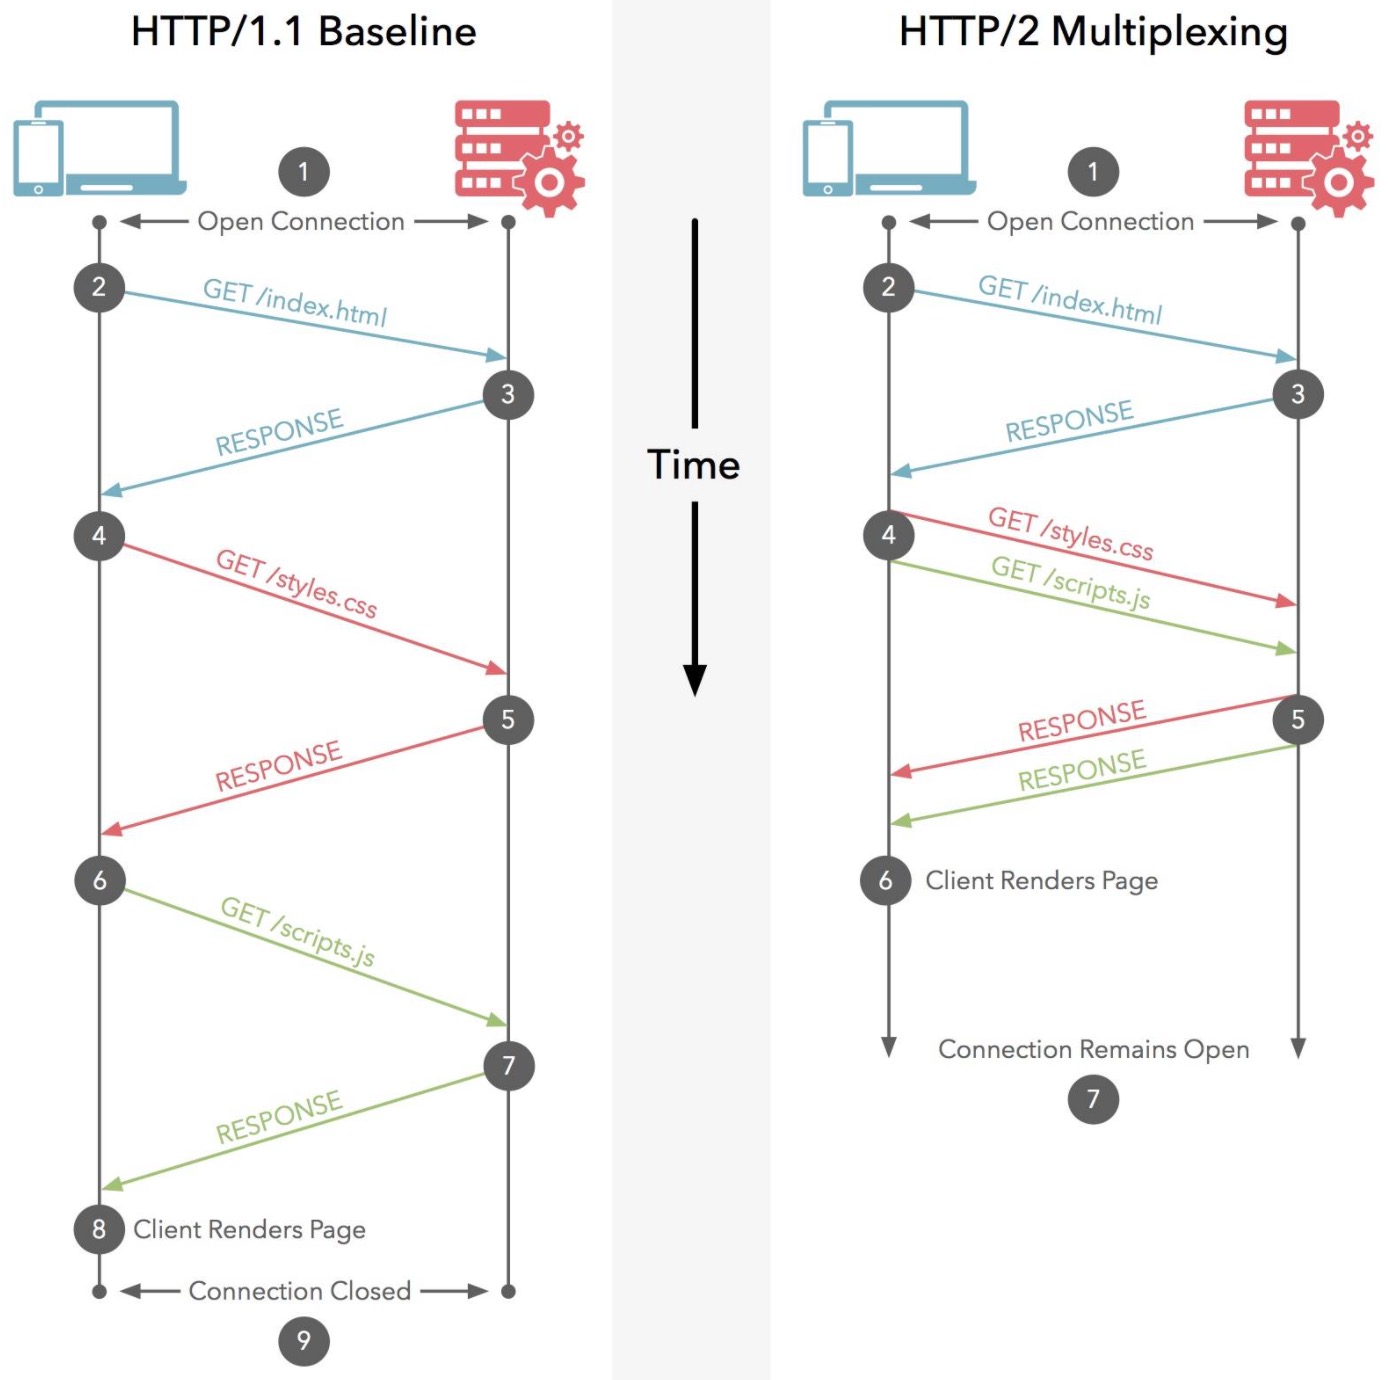 HTTP/1.1 Baseline
1
Open Connection
2
GET /index.html
3
RESPONSE
4
GET /styles.css
5
RESPONSE
6
GET /scripts.js
7
RESPONSE
8
Client Renders Page
Connection Closed
9
Time
HTTP/2 Multiplexing
1
Open Connection
2
GET /index.html
3
RESPONSE
4
GET /styles.css
GET /scripts.js
5
RESPONSE
RESPONSE
6
Client Renders Page
Connection Remains Open
7